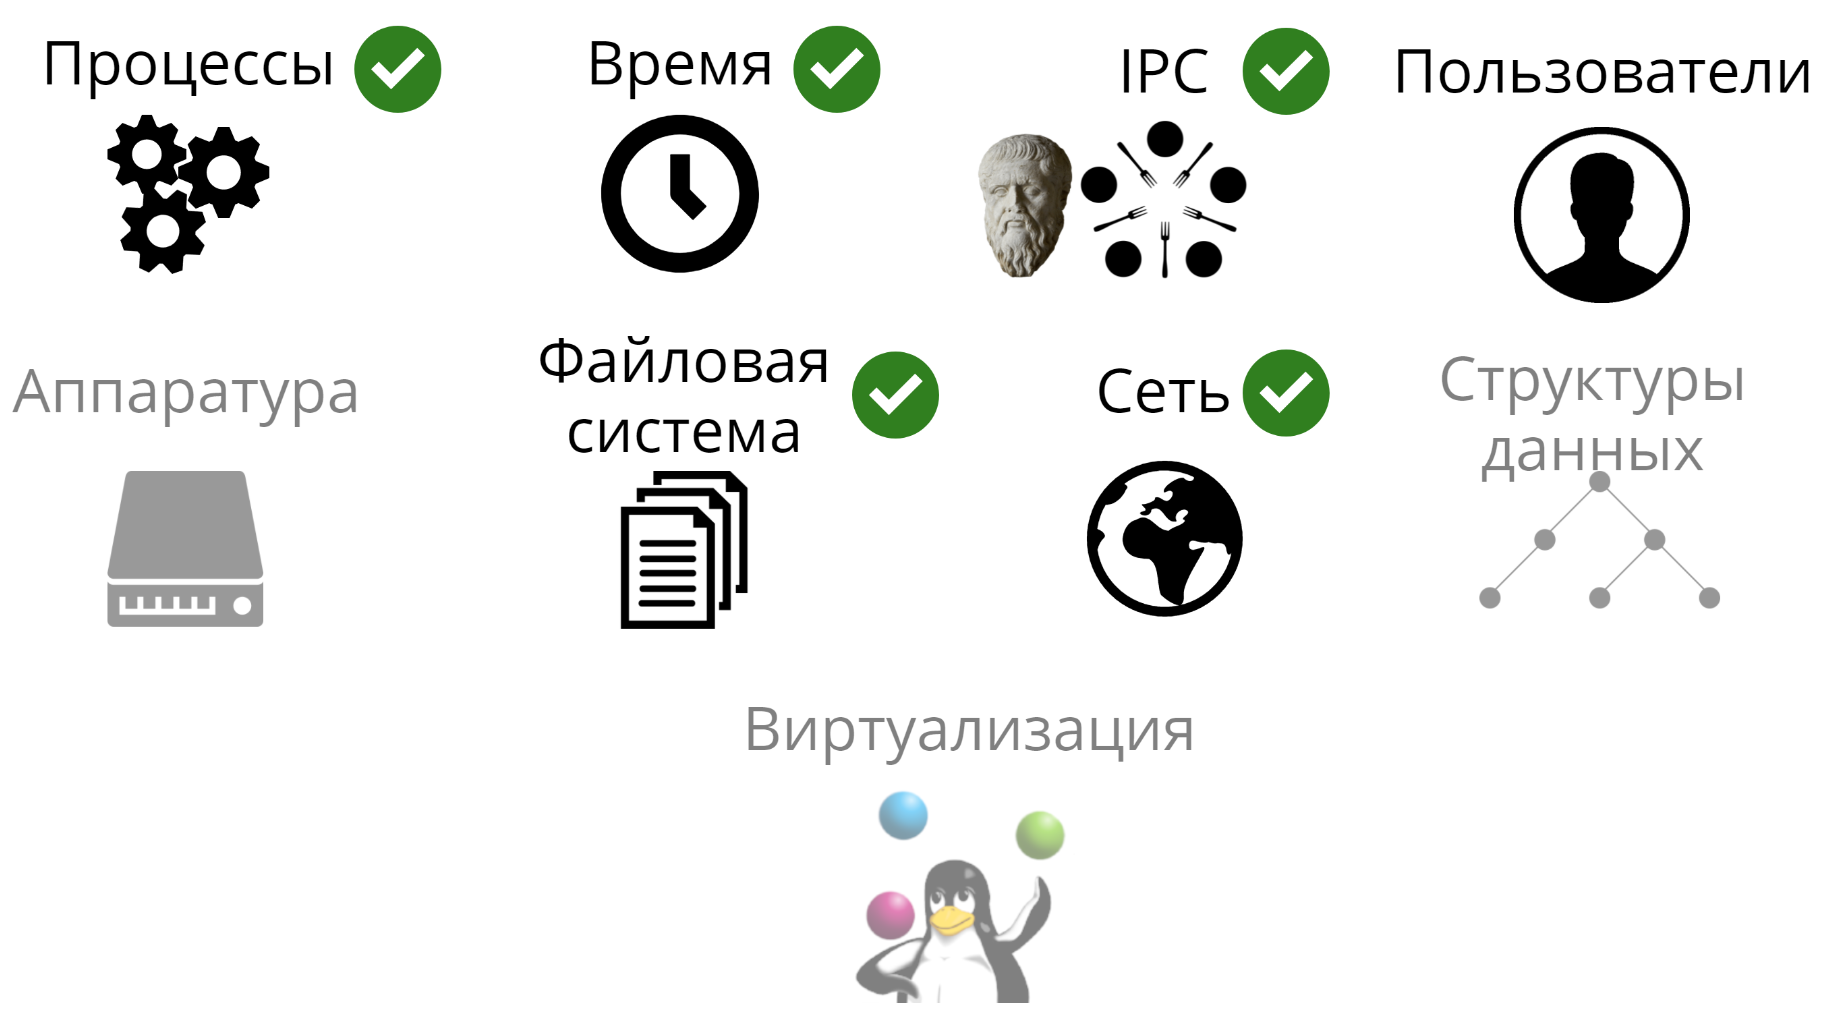 Процессы
Время
IPC
Пользователи
Аппаратура
Файловая
система
Сеть
Структуры
данных
Виртуализация